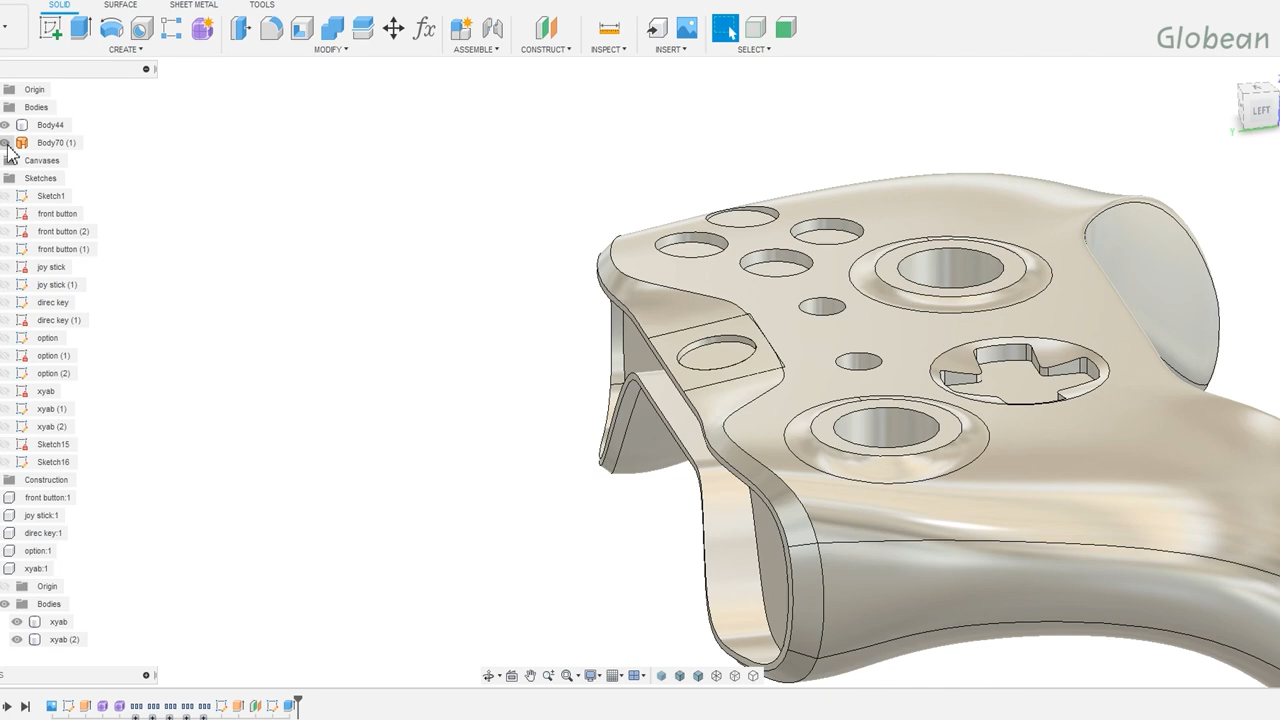 SOLID SURFACE SHEET METAL TOOLS
CREATE MODIFY ASSEMBLE CONSTRUCT INSPECT INSERT SELECT
Globean
Origin
Bodies
Body44
Body70 (1)
Canvases
Sketches
Sketch1
front button
front button (2)
front button (1)
joy stick
joy stick (1)
direc key
direc key (1)
option
option (1)
option (2)
xyab
xyab (1)
xyab (2)
Sketch15
Sketch16
Construction
front button:1
joy stick:1
direc key:1
option:1
xyab:1
Origin
Bodies
xyab
xyab (2)
LEFT
Z
Y
fx